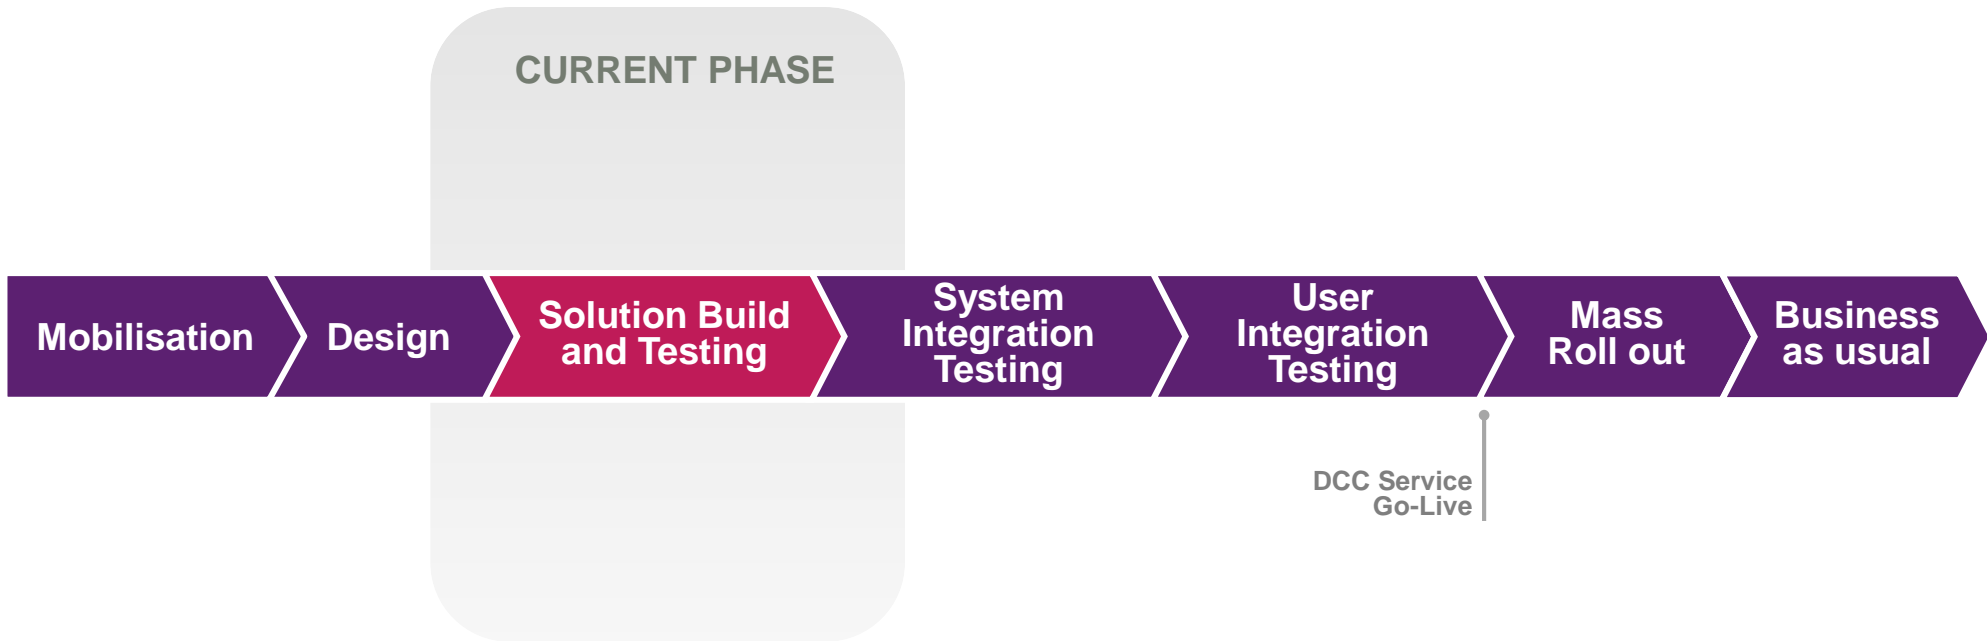 CURRENT PHASE
Mobilisation
Design
Solution Build
and Testing
System
Integration
Testing
User
Integration
Testing
Mass
Roll out
Business
as usual
DCC Service
Go-Live